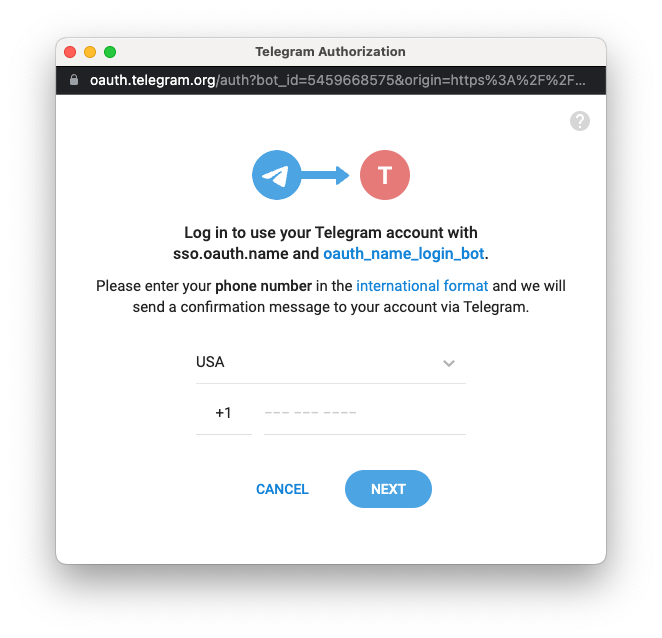 Telegram Authorization
oauth.telegram.org/auth?bot_id=5459668575&origin=https%3A%2F%2F...
?
T
Log in to use your Telegram account with
sso.oauth.name and oauth_name_login_bot.
Please enter your phone number in the international format and we will
send a confirmation message to your account via Telegram.
USA
+1 ––– ––– ––––
CANCEL NEXT